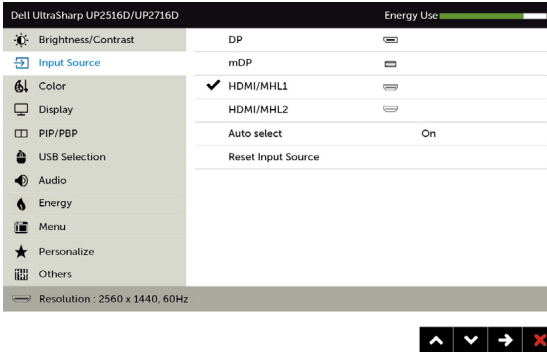 Dell UltraSharp UP2516D/UP2716D Energy Use
Brightness/Contrast
Input Source
Color
Display
PIP/PBP
USB Selection
Audio
Energy
Menu
Personalize
Others
DP
mDP
HDMI/MHL1
HDMI/MHL2
Auto select On
Reset Input Source
Resolution : 2560 x 1440, 60Hz